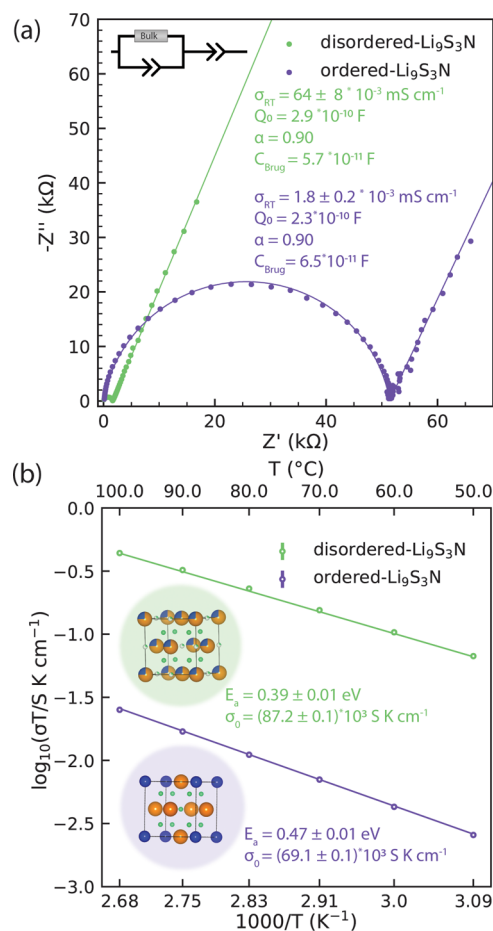 (a)
Bulk
disordered-Li₉S₃N
ordered-Li₉S₃N
σRT = 64 ± 8 * 10⁻³ mS cm⁻¹
Q₀ = 2.9*10⁻¹⁰ F
α = 0.90
CBrug = 5.7*10⁻¹¹ F
σRT = 1.8 ± 0.2 * 10⁻³ mS cm⁻¹
Q₀ = 2.3*10⁻¹⁰ F
α = 0.90
CBrug = 6.5*10⁻¹¹ F
-Z'' (kΩ)
70
60
50
40
30
20
10
0
0 20 40 60
Z' (kΩ)
(b)
T (°C)
100.0 90.0 80.0 70.0 60.0 50.0
disordered-Li₉S₃N
ordered-Li₉S₃N
log₁₀(σT/S K cm⁻¹)
0.0
−0.5
−1.0
−1.5
−2.0
−2.5
−3.0
Eₐ = 0.39 ± 0.01 eV
σ₀ = (87.2 ± 0.1)*10³ S K cm⁻¹
Eₐ = 0.47 ± 0.01 eV
σ₀ = (69.1 ± 0.1)*10³ S K cm⁻¹
2.68 2.75 2.83 2.91 3.0 3.09
1000/T (K⁻¹)